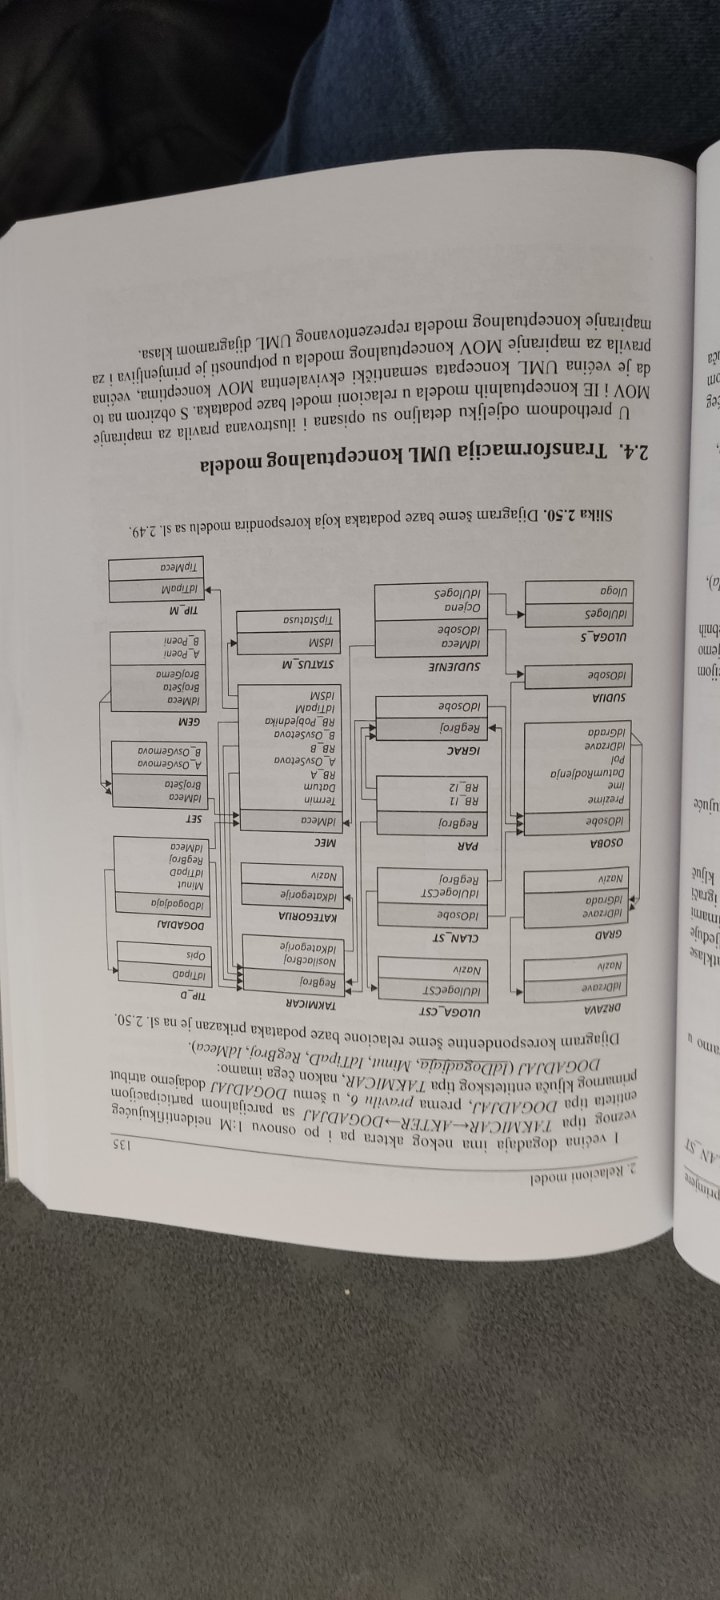 primjere
AN_ST
2. Relacioni model
135
I većina događaja ima nekog aktera pa i po osnovu 1:M neidentifikujućeg
veznog tipa TAKMICAR←AKTER→DOGADJAJ sa parcijalnom participacijom
entiteta tipa DOGADJAJ, prema pravilu 6, u šemu DOGADJAJ dodajemo atribut
primarnog ključa entitetskog tipa TAKMICAR, nakon čega imamo:
DOGADJAJ (IdDogadjaja, Minut, IdTipaD, RegBroj, IdMeca).
Dijagram korespondentne šeme relacione baze podataka prikazan je na sl. 2.50.
DRZAVA
IdDrzave
Naziv
GRAD
IdDrzave
IdGrada
Naziv
OSOBA
IdOsobe
Prezime
Ime
DatumRodjenja
Pol
IdDrzave
IdGrada
SUDIJA
IdOsobe
ULOGA_S
IdUlogeS
Uloga
ULOGA_CST
IdUlogeCST
Naziv
CLAN_ST
IdOsobe
IdUlogeCST
RegBroj
PAR
RegBroj
RB_I1
RB_I2
IGRAC
RegBroj
IdOsobe
SUDJENJE
IdMeca
IdOsobe
Ocjena
IdUlogeS
TAKMICAR
RegBroj
NosilacBroj
IdKategorije
KATEGORIJA
IdKategorije
Naziv
MEC
IdMeca
Termin
Datum
RB_A
A_OsvSetova
RB_B
B_OsvSetova
RB_Pobjednika
IdTipaM
IdSM
STATUS_M
IdSM
TipStatusa
TIP_D
IdTipaD
Opis
DOGADJAJ
IdDogadjaja
Minut
IdTipaD
RegBroj
IdMeca
SET
IdMeca
BrojSeta
A_OsvGemova
B_OsvGemova
GEM
IdMeca
BrojSeta
BrojGema
A_Poeni
B_Poeni
TIP_M
IdTipaM
TipMeca
Slika 2.50. Dijagram šeme baze podataka koja korespondira modelu sa sl. 2.49.
2.4. Transformacija UML konceptualnog modela
U prethodnom odjeljku detaljno su opisana i ilustrovana pravila za mapiranje
MOV i IE konceptualnih modela u relacioni model baze podataka. S obzirom na to
da je većina UML koncepata semantički ekvivalentna MOV konceptima, većina
pravila za mapiranje MOV konceptualnog modela u potpunosti je primjenljiva i za
mapiranje konceptualnog modela reprezentovanog UML dijagramom klasa.